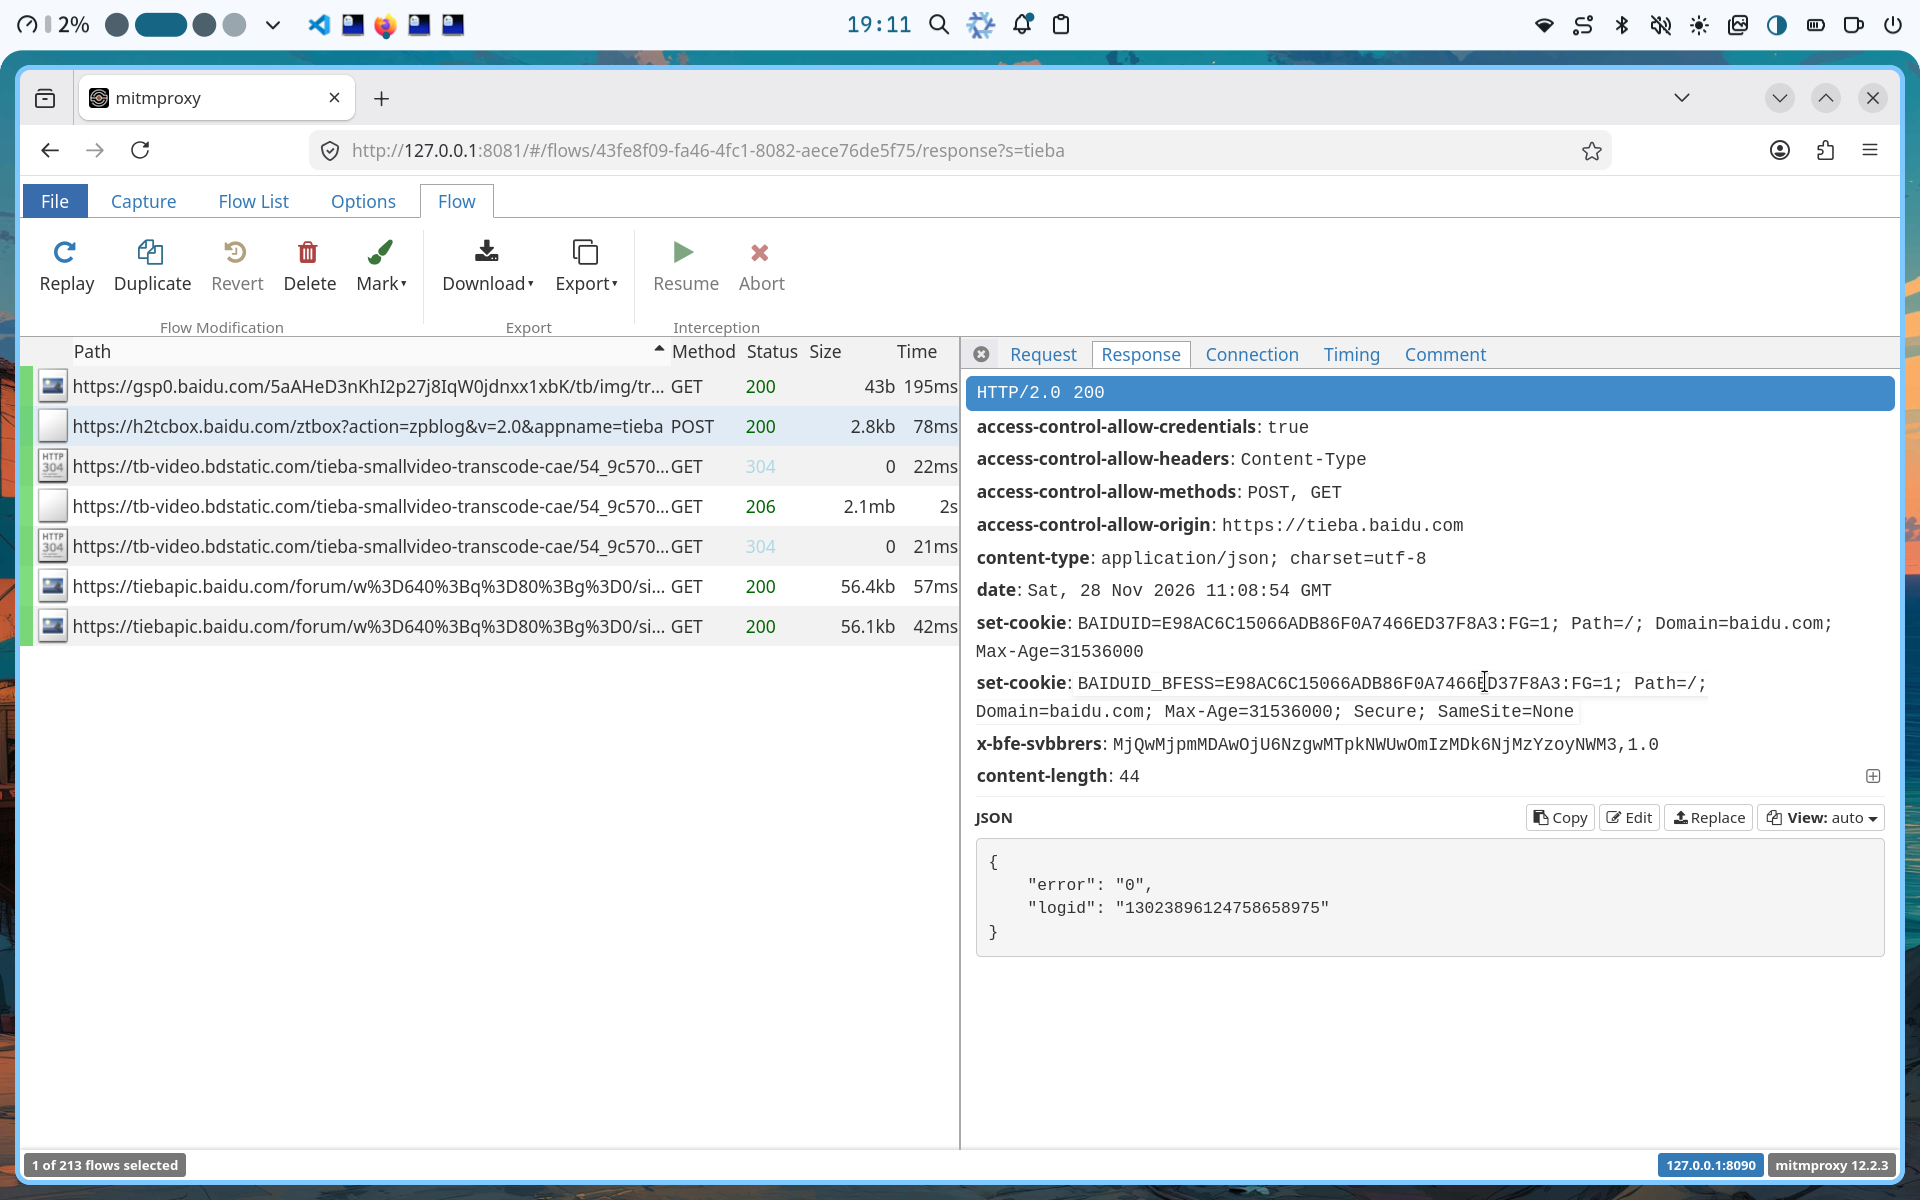 2%
19:11
mitmproxy
http://127.0.0.1:8081/#/flows/43fe8f09-fa46-4fc1-8082-aece76de5f75/response?s=tieba
File Capture Flow List Options Flow
Replay Duplicate Revert Delete Mark Download Export Resume Abort
Flow Modification Export Interception
Path Method Status Size Time
https://gsp0.baidu.com/5aAHeD3nKhI2p27j8IqW0jdnxx1xbK/tb/img/tr... GET 200 43b 195ms
https://h2tcbox.baidu.com/ztbox?action=zpblog&v=2.0&appname=tieba POST 200 2.8kb 78ms
HTTP 304 https://tb-video.bdstatic.com/tieba-smallvideo-transcode-cae/54_9c570... GET 304 0 22ms
https://tb-video.bdstatic.com/tieba-smallvideo-transcode-cae/54_9c570... GET 206 2.1mb 2s
HTTP 304 https://tb-video.bdstatic.com/tieba-smallvideo-transcode-cae/54_9c570... GET 304 0 21ms
https://tiebapic.baidu.com/forum/w%3D640%3Bq%3D80%3Bg%3D0/si... GET 200 56.4kb 57ms
https://tiebapic.baidu.com/forum/w%3D640%3Bq%3D80%3Bg%3D0/si... GET 200 56.1kb 42ms
Request Response Connection Timing Comment
HTTP/2.0 200
access-control-allow-credentials: true
access-control-allow-headers: Content-Type
access-control-allow-methods: POST, GET
access-control-allow-origin: https://tieba.baidu.com
content-type: application/json; charset=utf-8
date: Sat, 28 Nov 2026 11:08:54 GMT
set-cookie: BAIDUID=E98AC6C15066ADB86F0A7466ED37F8A3:FG=1; Path=/; Domain=baidu.com;
Max-Age=31536000
set-cookie: BAIDUID_BFESS=E98AC6C15066ADB86F0A7466ED37F8A3:FG=1; Path=/;
Domain=baidu.com; Max-Age=31536000; Secure; SameSite=None
x-bfe-svbbrers: MjQwMjpmMDAwOjU6NzgwMTpkNWUwOmIzMDk6NjMzYzoyNWM3,1.0
content-length: 44
JSON Copy Edit Replace View: auto
{
"error": "0",
"logid": "13023896124758658975"
}
1 of 213 flows selected
127.0.0.1:8090 mitmproxy 12.2.3